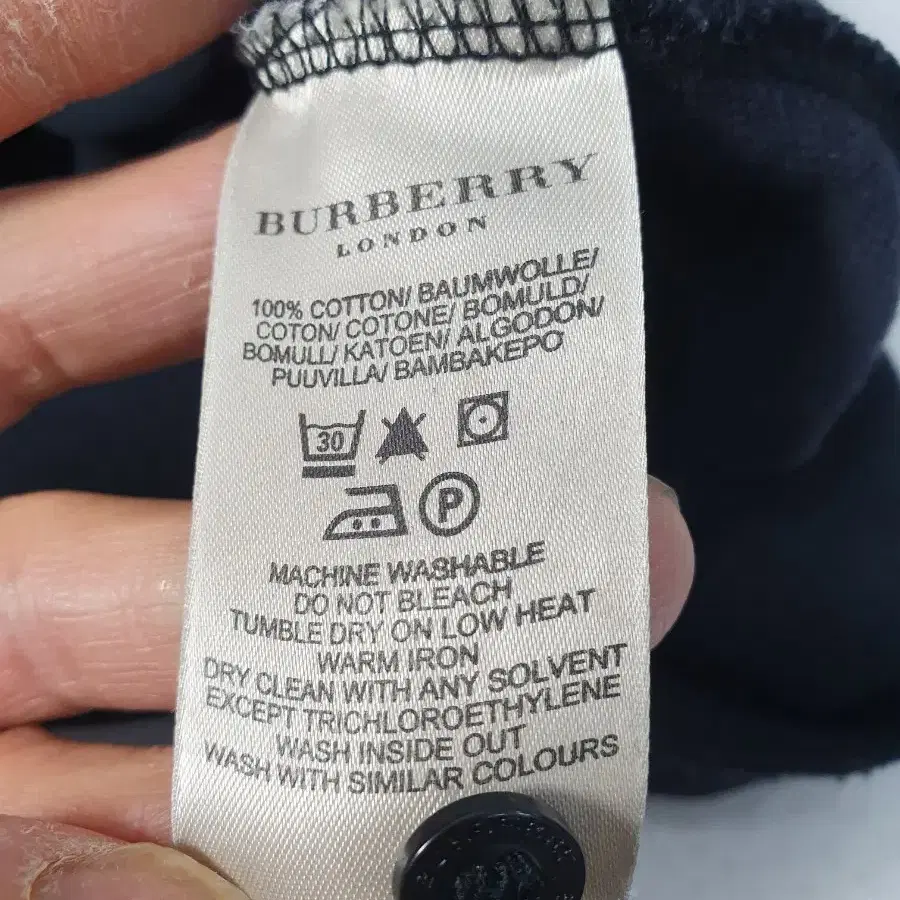 BURBERRY
LONDON
100% COTTON/ BAUMWOLLE/
COTON/ COTONE/ BOMULD/
BOMULL/ KATOEN/ ALGODON/
PUUVILLA/ BAMBAKEPO
30
P
MACHINE WASHABLE
DO NOT BLEACH
TUMBLE DRY ON LOW HEAT
WARM IRON
DRY CLEAN WITH ANY SOLVENT
EXCEPT TRICHLOROETHYLENE
WASH INSIDE OUT
WASH WITH SIMILAR COLOURS